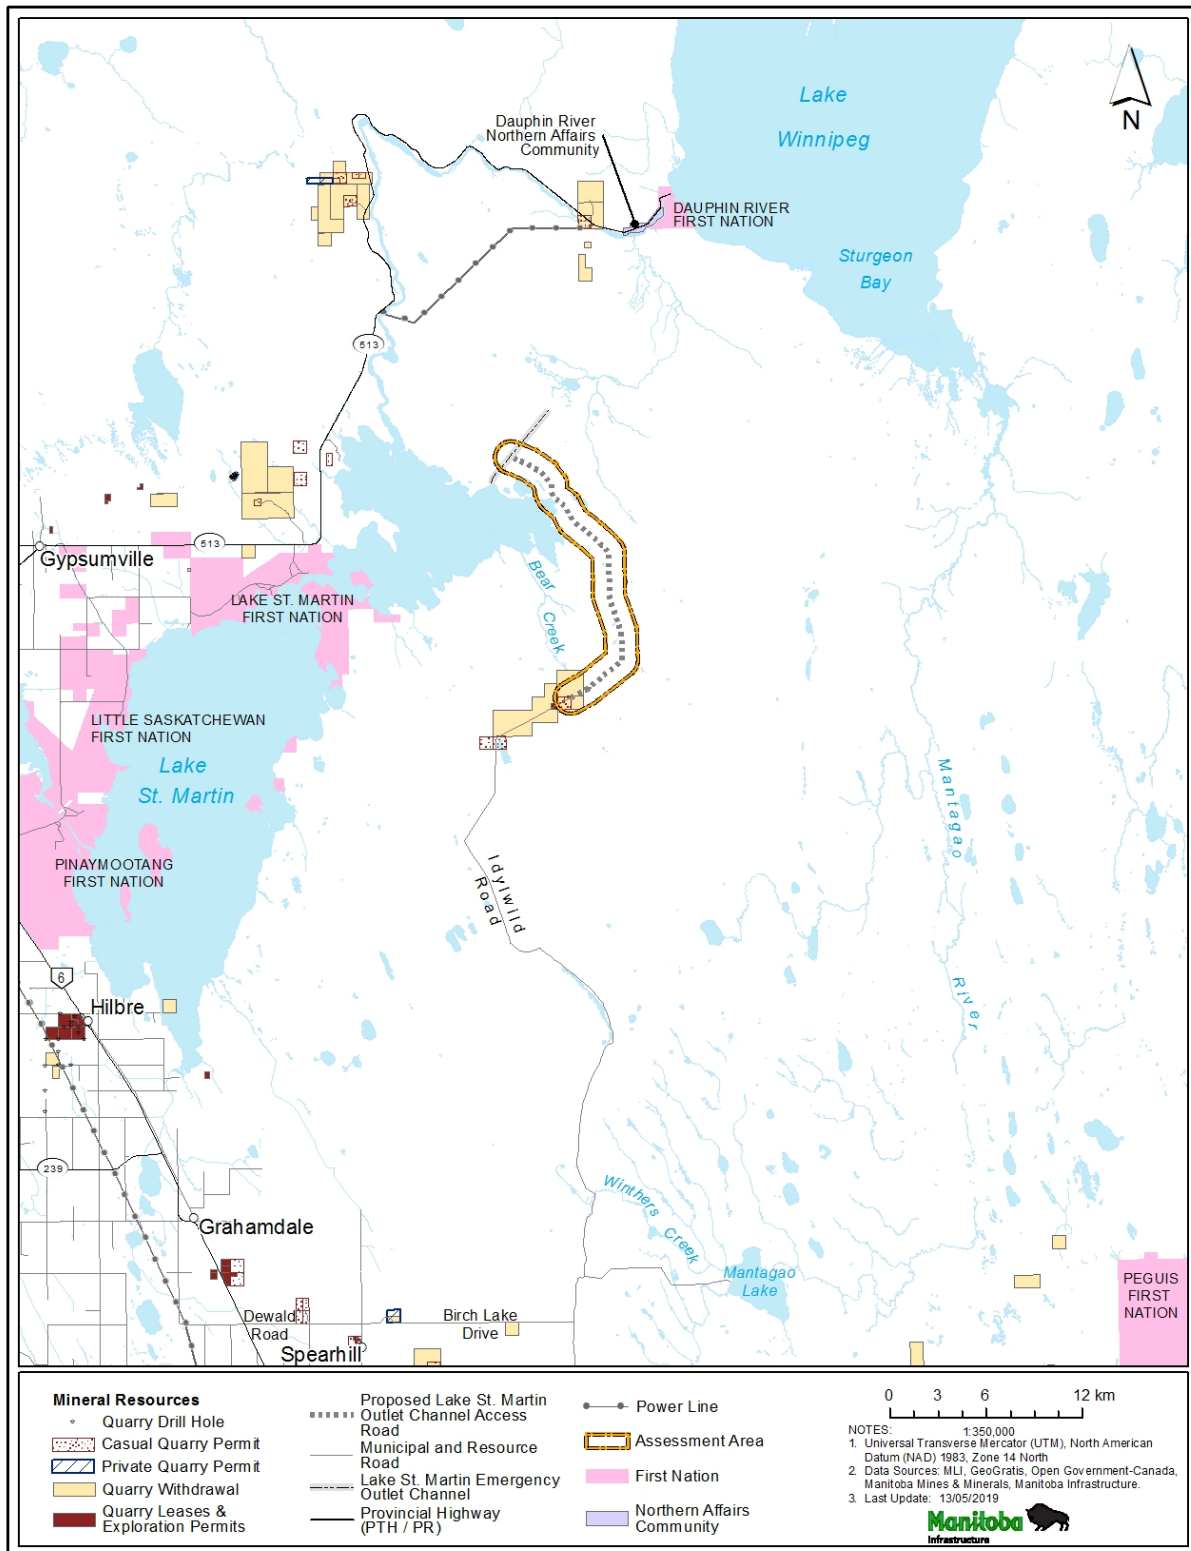 Lake
Winnipeg
N
Dauphin River
Northern Affairs
Community
DAUPHIN RIVER
FIRST NATION
Sturgeon
Bay
513
513
Gypsumville
LAKE ST. MARTIN
FIRST NATION
Bear
Creek
LITTLE SASKATCHEWAN
FIRST NATION
Lake
St. Martin
PINAYMOOTANG
FIRST NATION
Idylwild
Road
Mantagao
River
6
Hilbre
239
Grahamdale
Winthers Creek
Mantagao
Lake
PEGUIS
FIRST
NATION
Dewald
Road
Birch Lake
Drive
Spearhill
Mineral Resources
Quarry Drill Hole
Casual Quarry Permit
Private Quarry Permit
Quarry Withdrawal
Quarry Leases &
Exploration Permits
Proposed Lake St. Martin
Outlet Channel Access
Road
Municipal and Resource
Road
Lake St. Martin Emergency
Outlet Channel
Provincial Highway
(PTH / PR)
Power Line
Assessment Area
First Nation
Northern Affairs
Community
0 3 6 12 km
1:350,000
NOTES:
1. Universal Transverse Mercator (UTM), North American
Datum (NAD) 1983, Zone 14 North
2. Data Sources: MLI, GeoGratis, Open Government-Canada,
Manitoba Mines & Minerals, Manitoba Infrastructure.
3. Last Update: 13/05/2019
Manitoba
Infrastructure